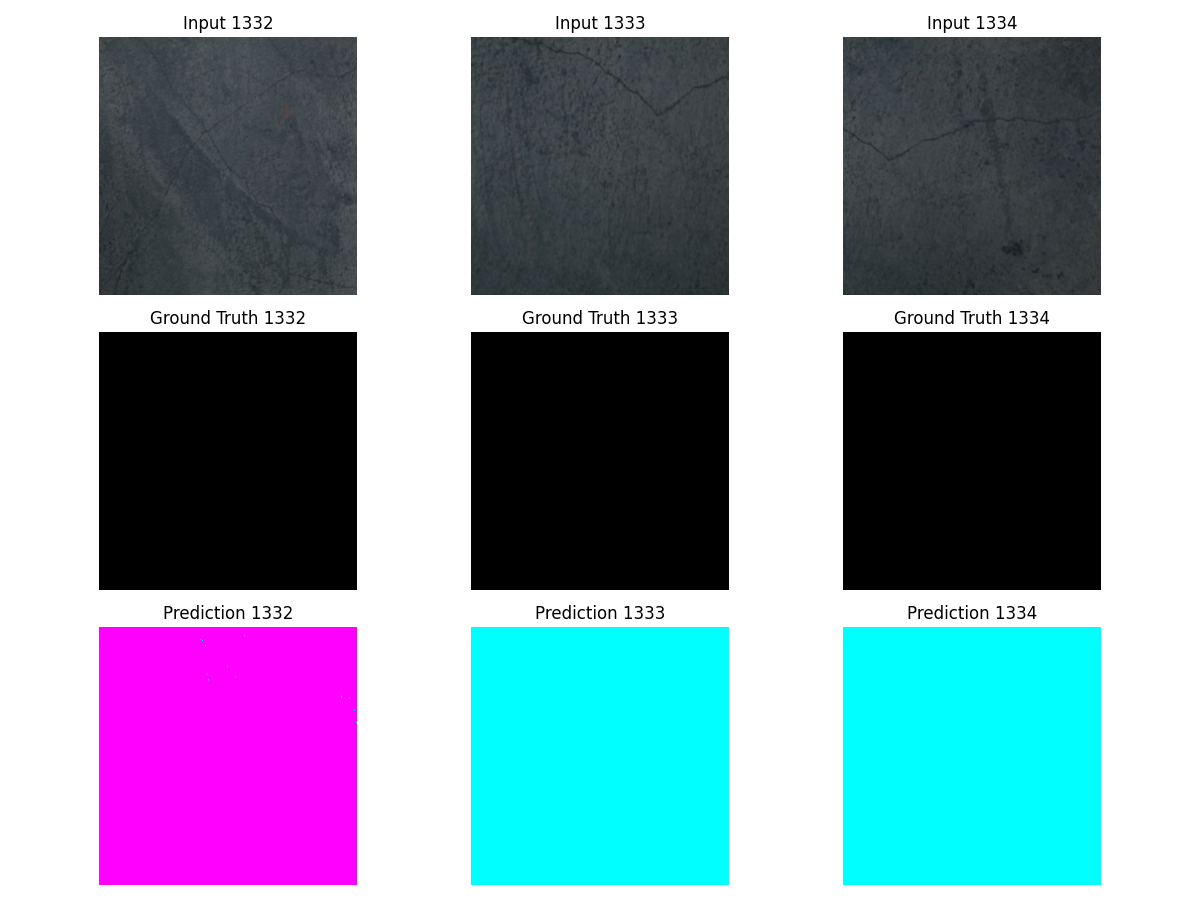 Input 1332
Input 1333
Input 1334
Ground Truth 1332
Ground Truth 1333
Ground Truth 1334
Prediction 1332
Prediction 1333
Prediction 1334